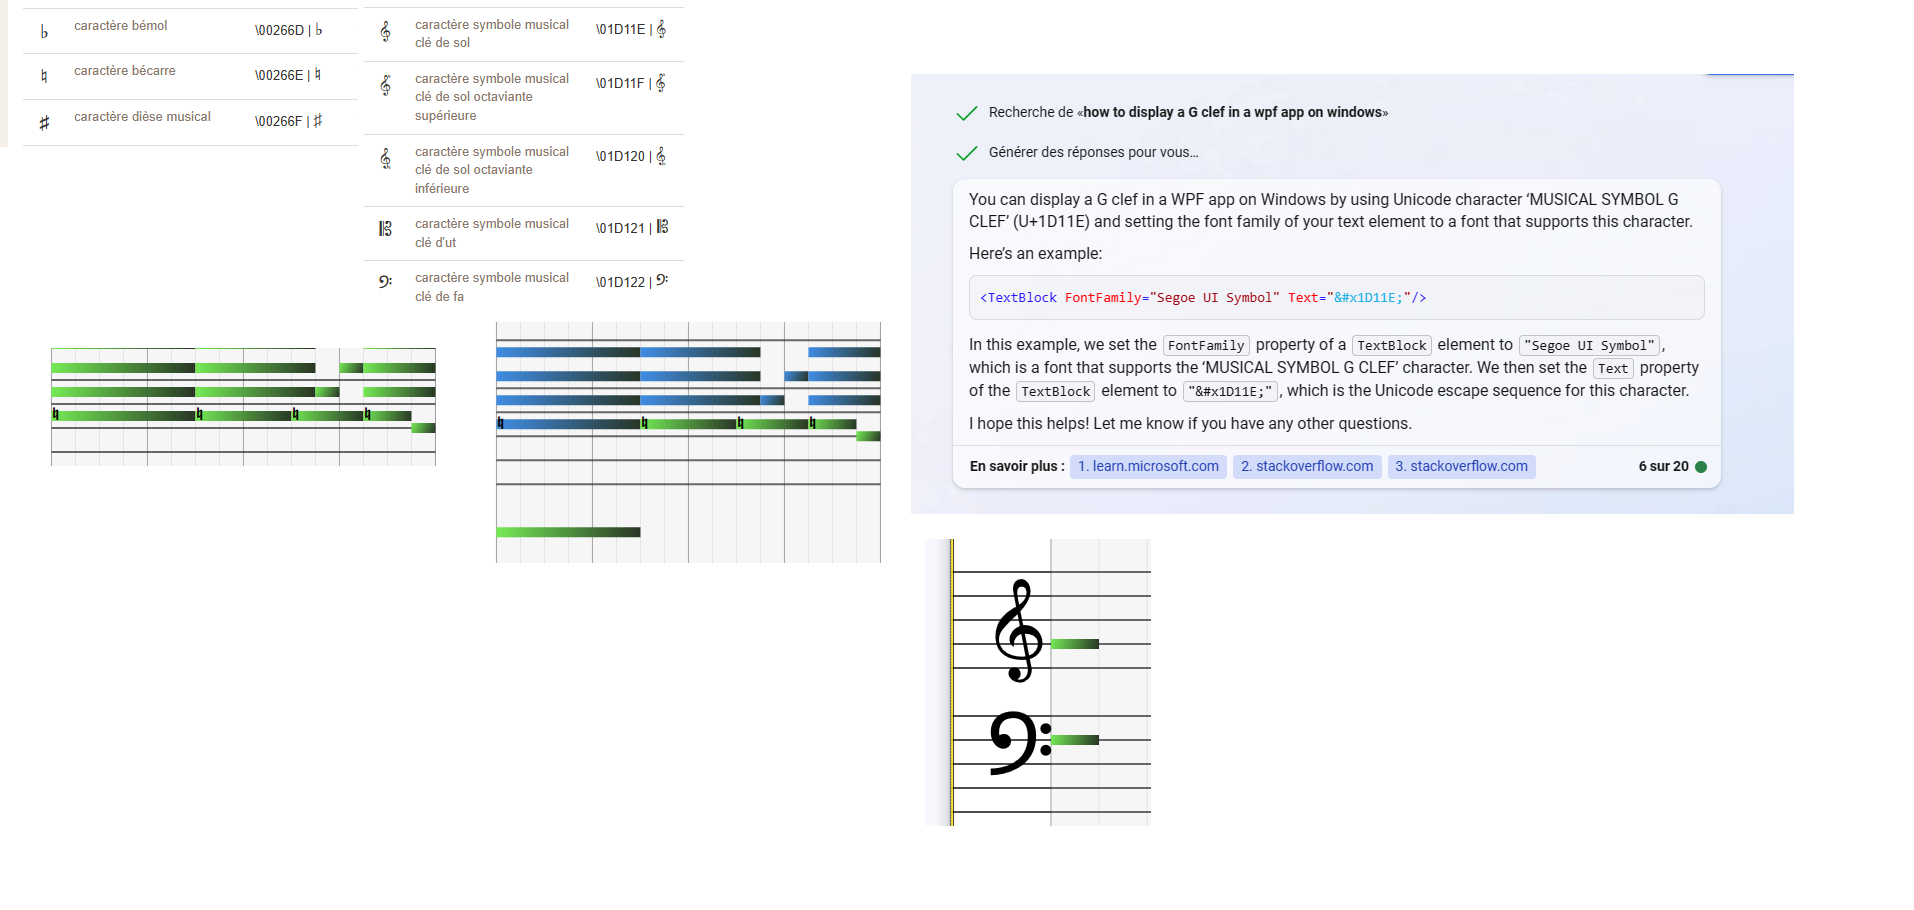 ♭ caractère bémol \00266D | ♭
♮ caractère bécarre \00266E | ♮
♯ caractère dièse musical \00266F | ♯
𝄞 caractère symbole musical \01D11E | 𝄞
clé de sol
𝄟 caractère symbole musical \01D11F | 𝄟
clé de sol octaviante
supérieure
𝄠 caractère symbole musical \01D120 | 𝄠
clé de sol octaviante
inférieure
𝄡 caractère symbole musical \01D121 | 𝄡
clé d'ut
𝄢 caractère symbole musical \01D122 | 𝄢
clé de fa
♮ ♮ ♮ ♮
♮ ♮ ♮ ♮
Recherche de «how to display a G clef in a wpf app on windows»
Générer des réponses pour vous...
You can display a G clef in a WPF app on Windows by using Unicode character ‘MUSICAL SYMBOL G
CLEF’ (U+1D11E) and setting the font family of your text element to a font that supports this character.
Here’s an example:
<TextBlock FontFamily="Segoe UI Symbol" Text="&#x1D11E;"/>
In this example, we set the FontFamily property of a TextBlock element to "Segoe UI Symbol",
which is a font that supports the ‘MUSICAL SYMBOL G CLEF’ character. We then set the Text property
of the TextBlock element to "&#x1D11E;", which is the Unicode escape sequence for this character.
I hope this helps! Let me know if you have any other questions.
En savoir plus : 1. learn.microsoft.com 2. stackoverflow.com 3. stackoverflow.com 6 sur 20
𝄞
𝄢